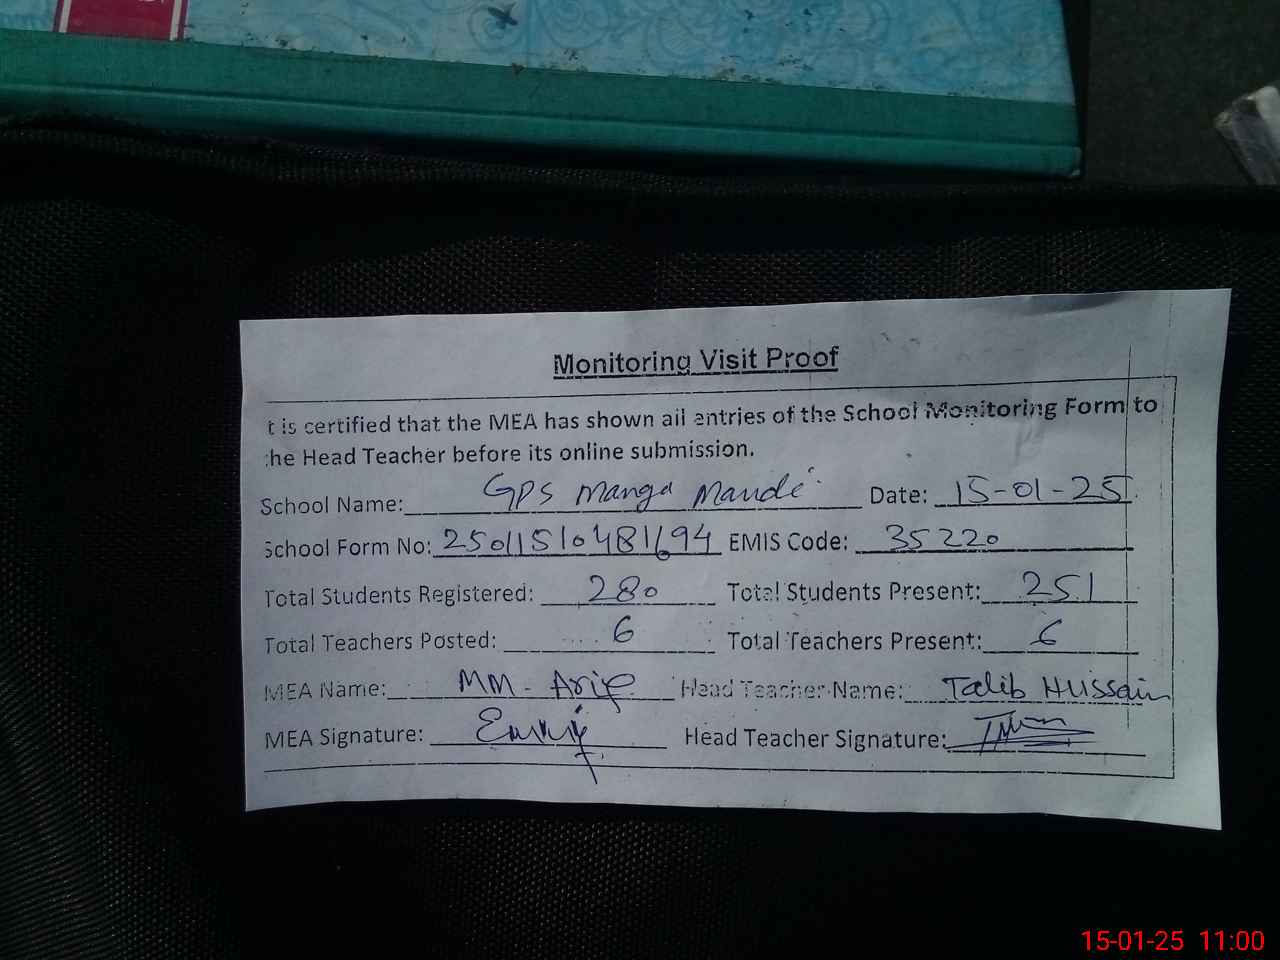 Monitoring Visit Proof
t is certified that the MEA has shown all entries of the School Monitoring Form to
he Head Teacher before its online submission.
School Name: GPS Manga Mandi Date: 15-01-25
School Form No: EMIS Code: 35220
Total Students Registered: 280 Total Students Present: 251
Total Teachers Posted: 6 Total Teachers Present: 6
MEA Name: MM- Arif Head Teacher Name: Talib Hussain
MEA Signature: Head Teacher Signature:
15-01-25 11:00